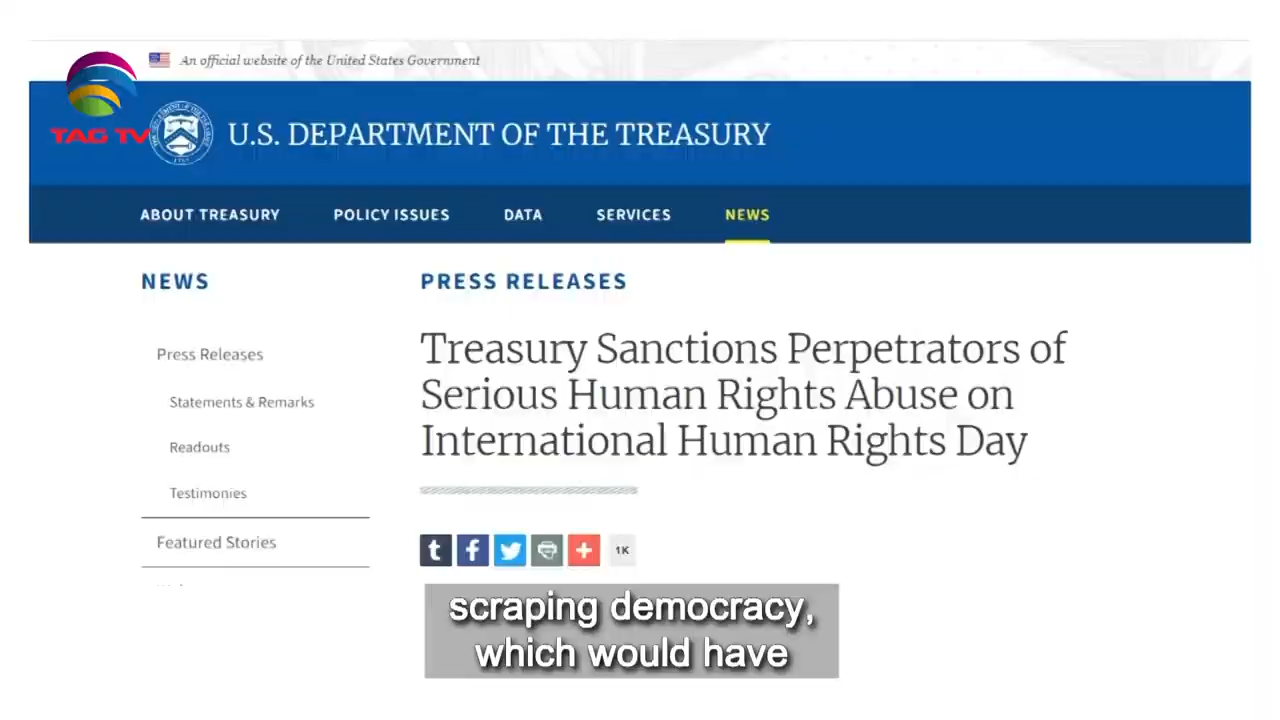 An official website of the United States Government
TAG TV
U.S. DEPARTMENT OF THE TREASURY
ABOUT TREASURY POLICY ISSUES DATA SERVICES NEWS
NEWS
Press Releases
Statements & Remarks
Readouts
Testimonies
Featured Stories
PRESS RELEASES
Treasury Sanctions Perpetrators of
Serious Human Rights Abuse on
International Human Rights Day
1K
scraping democracy,
which would have